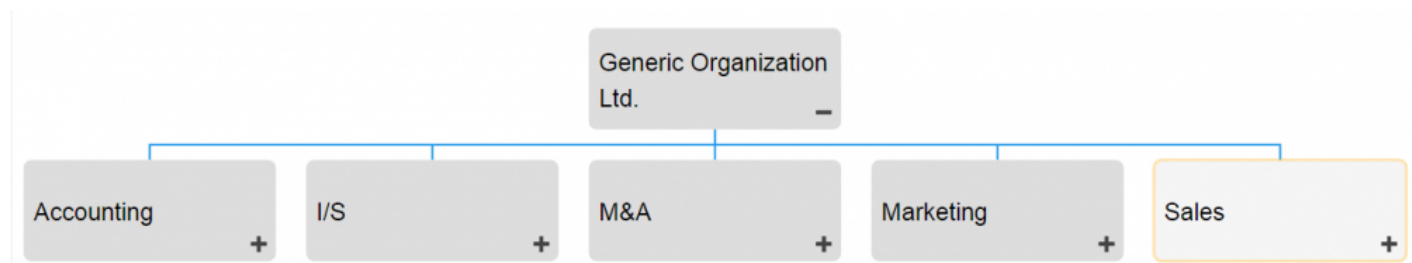 Generic Organization
Ltd.
Accounting
I/S
M&A
Marketing
Sales